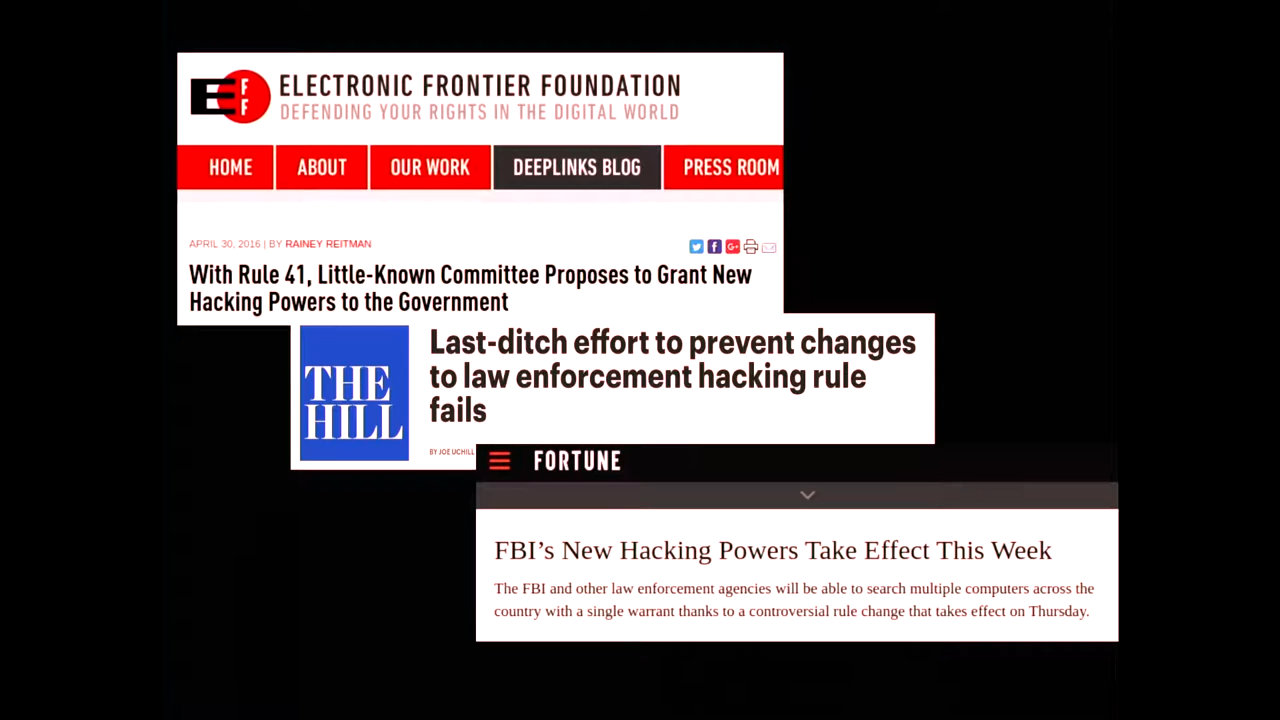 E F F
ELECTRONIC FRONTIER FOUNDATION
DEFENDING YOUR RIGHTS IN THE DIGITAL WORLD
HOME ABOUT OUR WORK DEEPLINKS BLOG PRESS ROOM
APRIL 30, 2016 | BY RAINEY REITMAN
With Rule 41, Little-Known Committee Proposes to Grant New
Hacking Powers to the Government
THE
HILL
Last-ditch effort to prevent changes
to law enforcement hacking rule
fails
BY JOE UCHILL
FORTUNE
FBI’s New Hacking Powers Take Effect This Week
The FBI and other law enforcement agencies will be able to search multiple computers across the
country with a single warrant thanks to a controversial rule change that takes effect on Thursday.